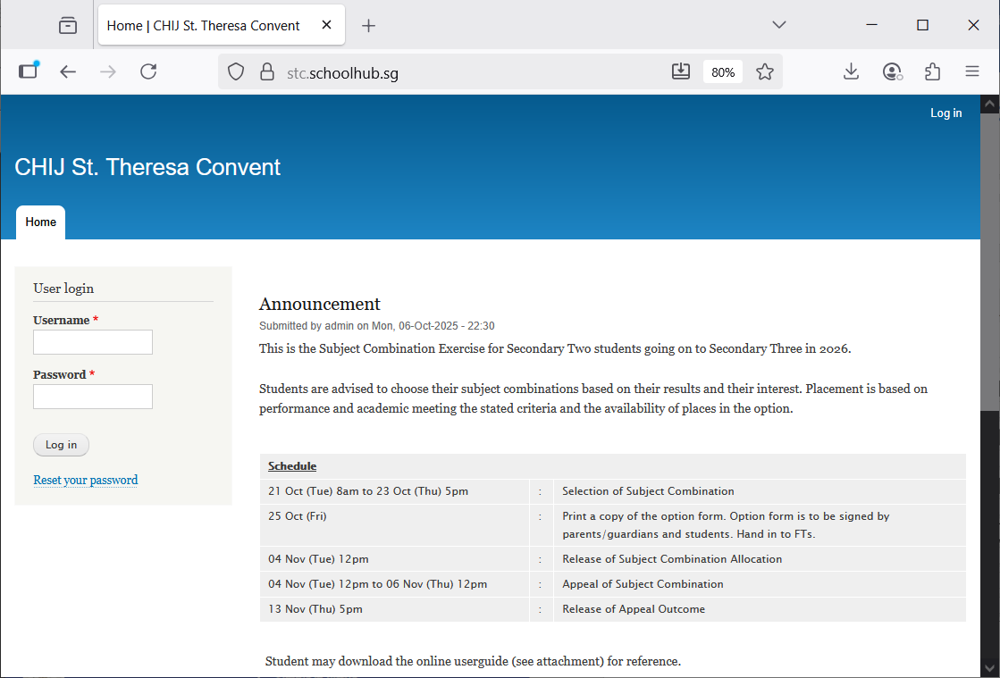 Home | CHIJ St. Theresa Convent
stc.schoolhub.sg
80%
Log in
CHIJ St. Theresa Convent
Home
User login
Username *
Password *
Log in
Reset your password
Announcement
Submitted by admin on Mon, 06-Oct-2025 - 22:30
This is the Subject Combination Exercise for Secondary Two students going on to Secondary Three in 2026.
Students are advised to choose their subject combinations based on their results and their interest. Placement is based on
performance and academic meeting the stated criteria and the availability of places in the option.
Schedule
21 Oct (Tue) 8am to 23 Oct (Thu) 5pm : Selection of Subject Combination
25 Oct (Fri) : Print a copy of the option form. Option form is to be signed by
parents/guardians and students. Hand in to FTs.
04 Nov (Tue) 12pm : Release of Subject Combination Allocation
04 Nov (Tue) 12pm to 06 Nov (Thu) 12pm : Appeal of Subject Combination
13 Nov (Thu) 5pm : Release of Appeal Outcome
Student may download the online userguide (see attachment) for reference.